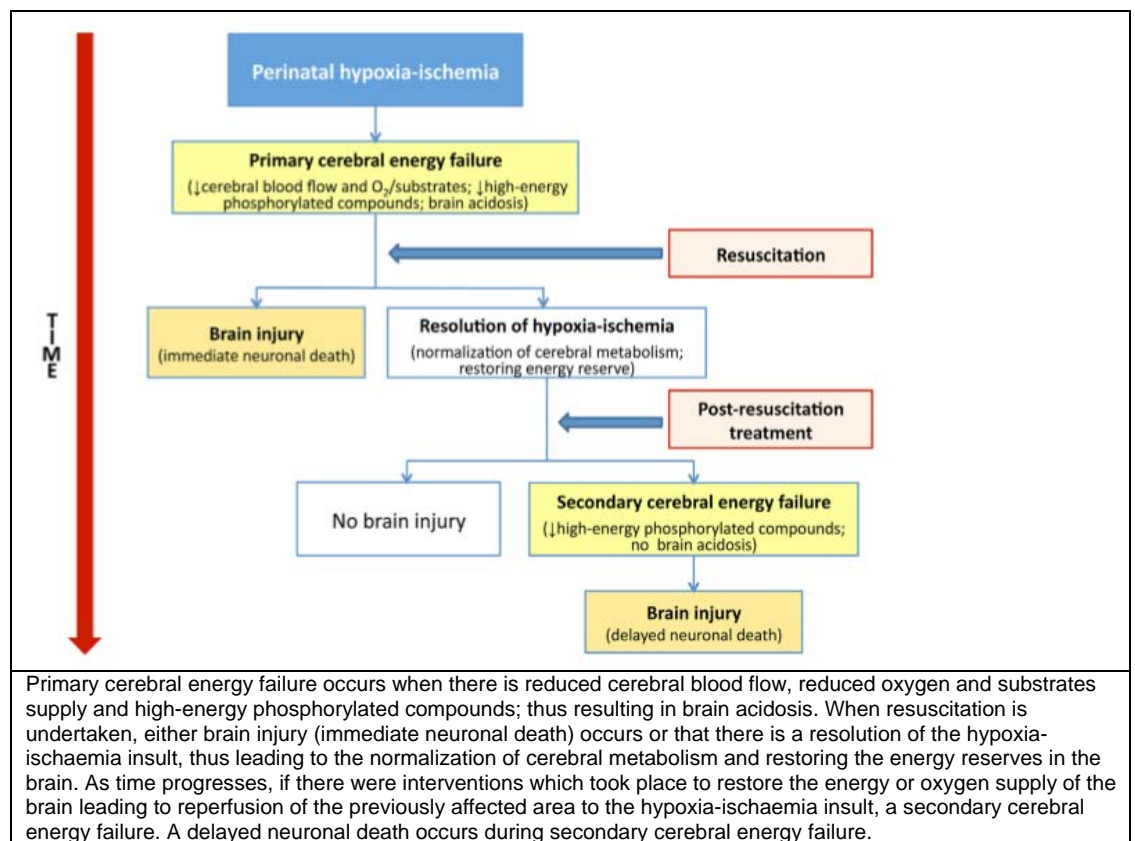 Perinatal hypoxia-ischemia
Primary cerebral energy failure
(↓cerebral blood flow and O₂/substrates; ↓high-energy
phosphorylated compounds; brain acidosis)
Resuscitation
TIME
Brain injury
(immediate neuronal death)
Resolution of hypoxia-ischemia
(normalization of cerebral metabolism;
restoring energy reserve)
Post-resuscitation
treatment
No brain injury
Secondary cerebral energy failure
(↓high-energy phosphorylated compounds;
no brain acidosis)
Brain injury
(delayed neuronal death)
Primary cerebral energy failure occurs when there is reduced cerebral blood flow, reduced oxygen and substrates
supply and high-energy phosphorylated compounds; thus resulting in brain acidosis. When resuscitation is
undertaken, either brain injury (immediate neuronal death) occurs or that there is a resolution of the hypoxia-
ischaemia insult, thus leading to the normalization of cerebral metabolism and restoring the energy reserves in the
brain. As time progresses, if there were interventions which took place to restore the energy or oxygen supply of the
brain leading to reperfusion of the previously affected area to the hypoxia-ischaemia insult, a secondary cerebral
energy failure. A delayed neuronal death occurs during secondary cerebral energy failure.